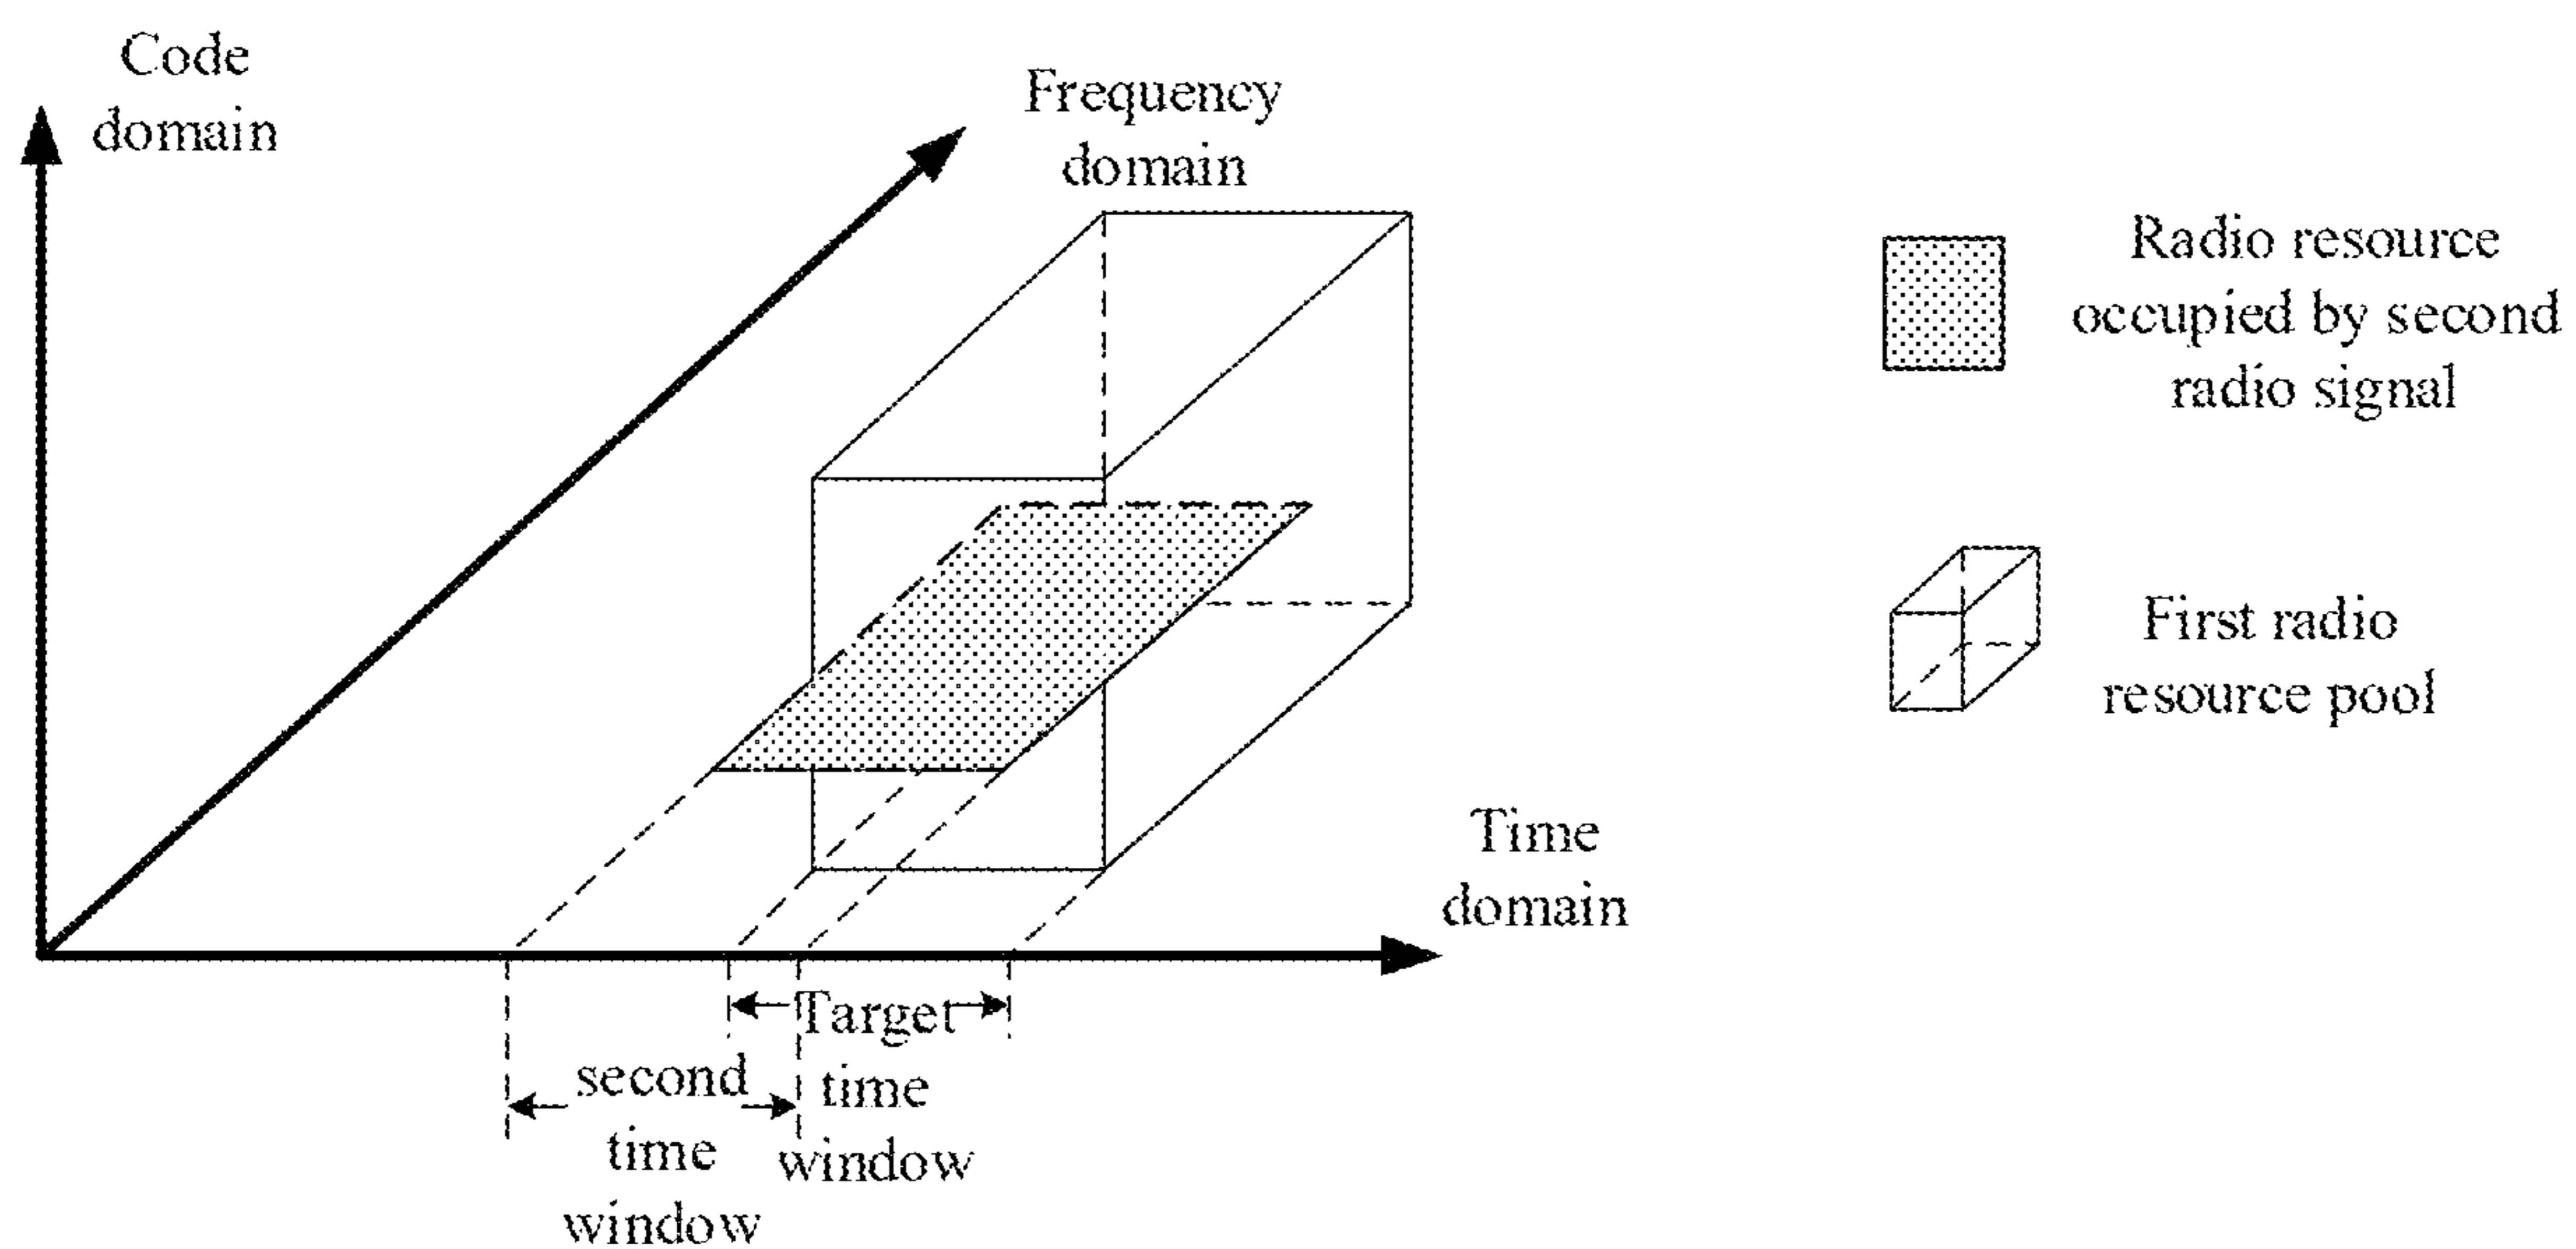 Code
domain
Frequency
domain
Radio resource
occupied by second
radio signal
First radio
resource pool
Time
domain
Target
time
window
second
time
window